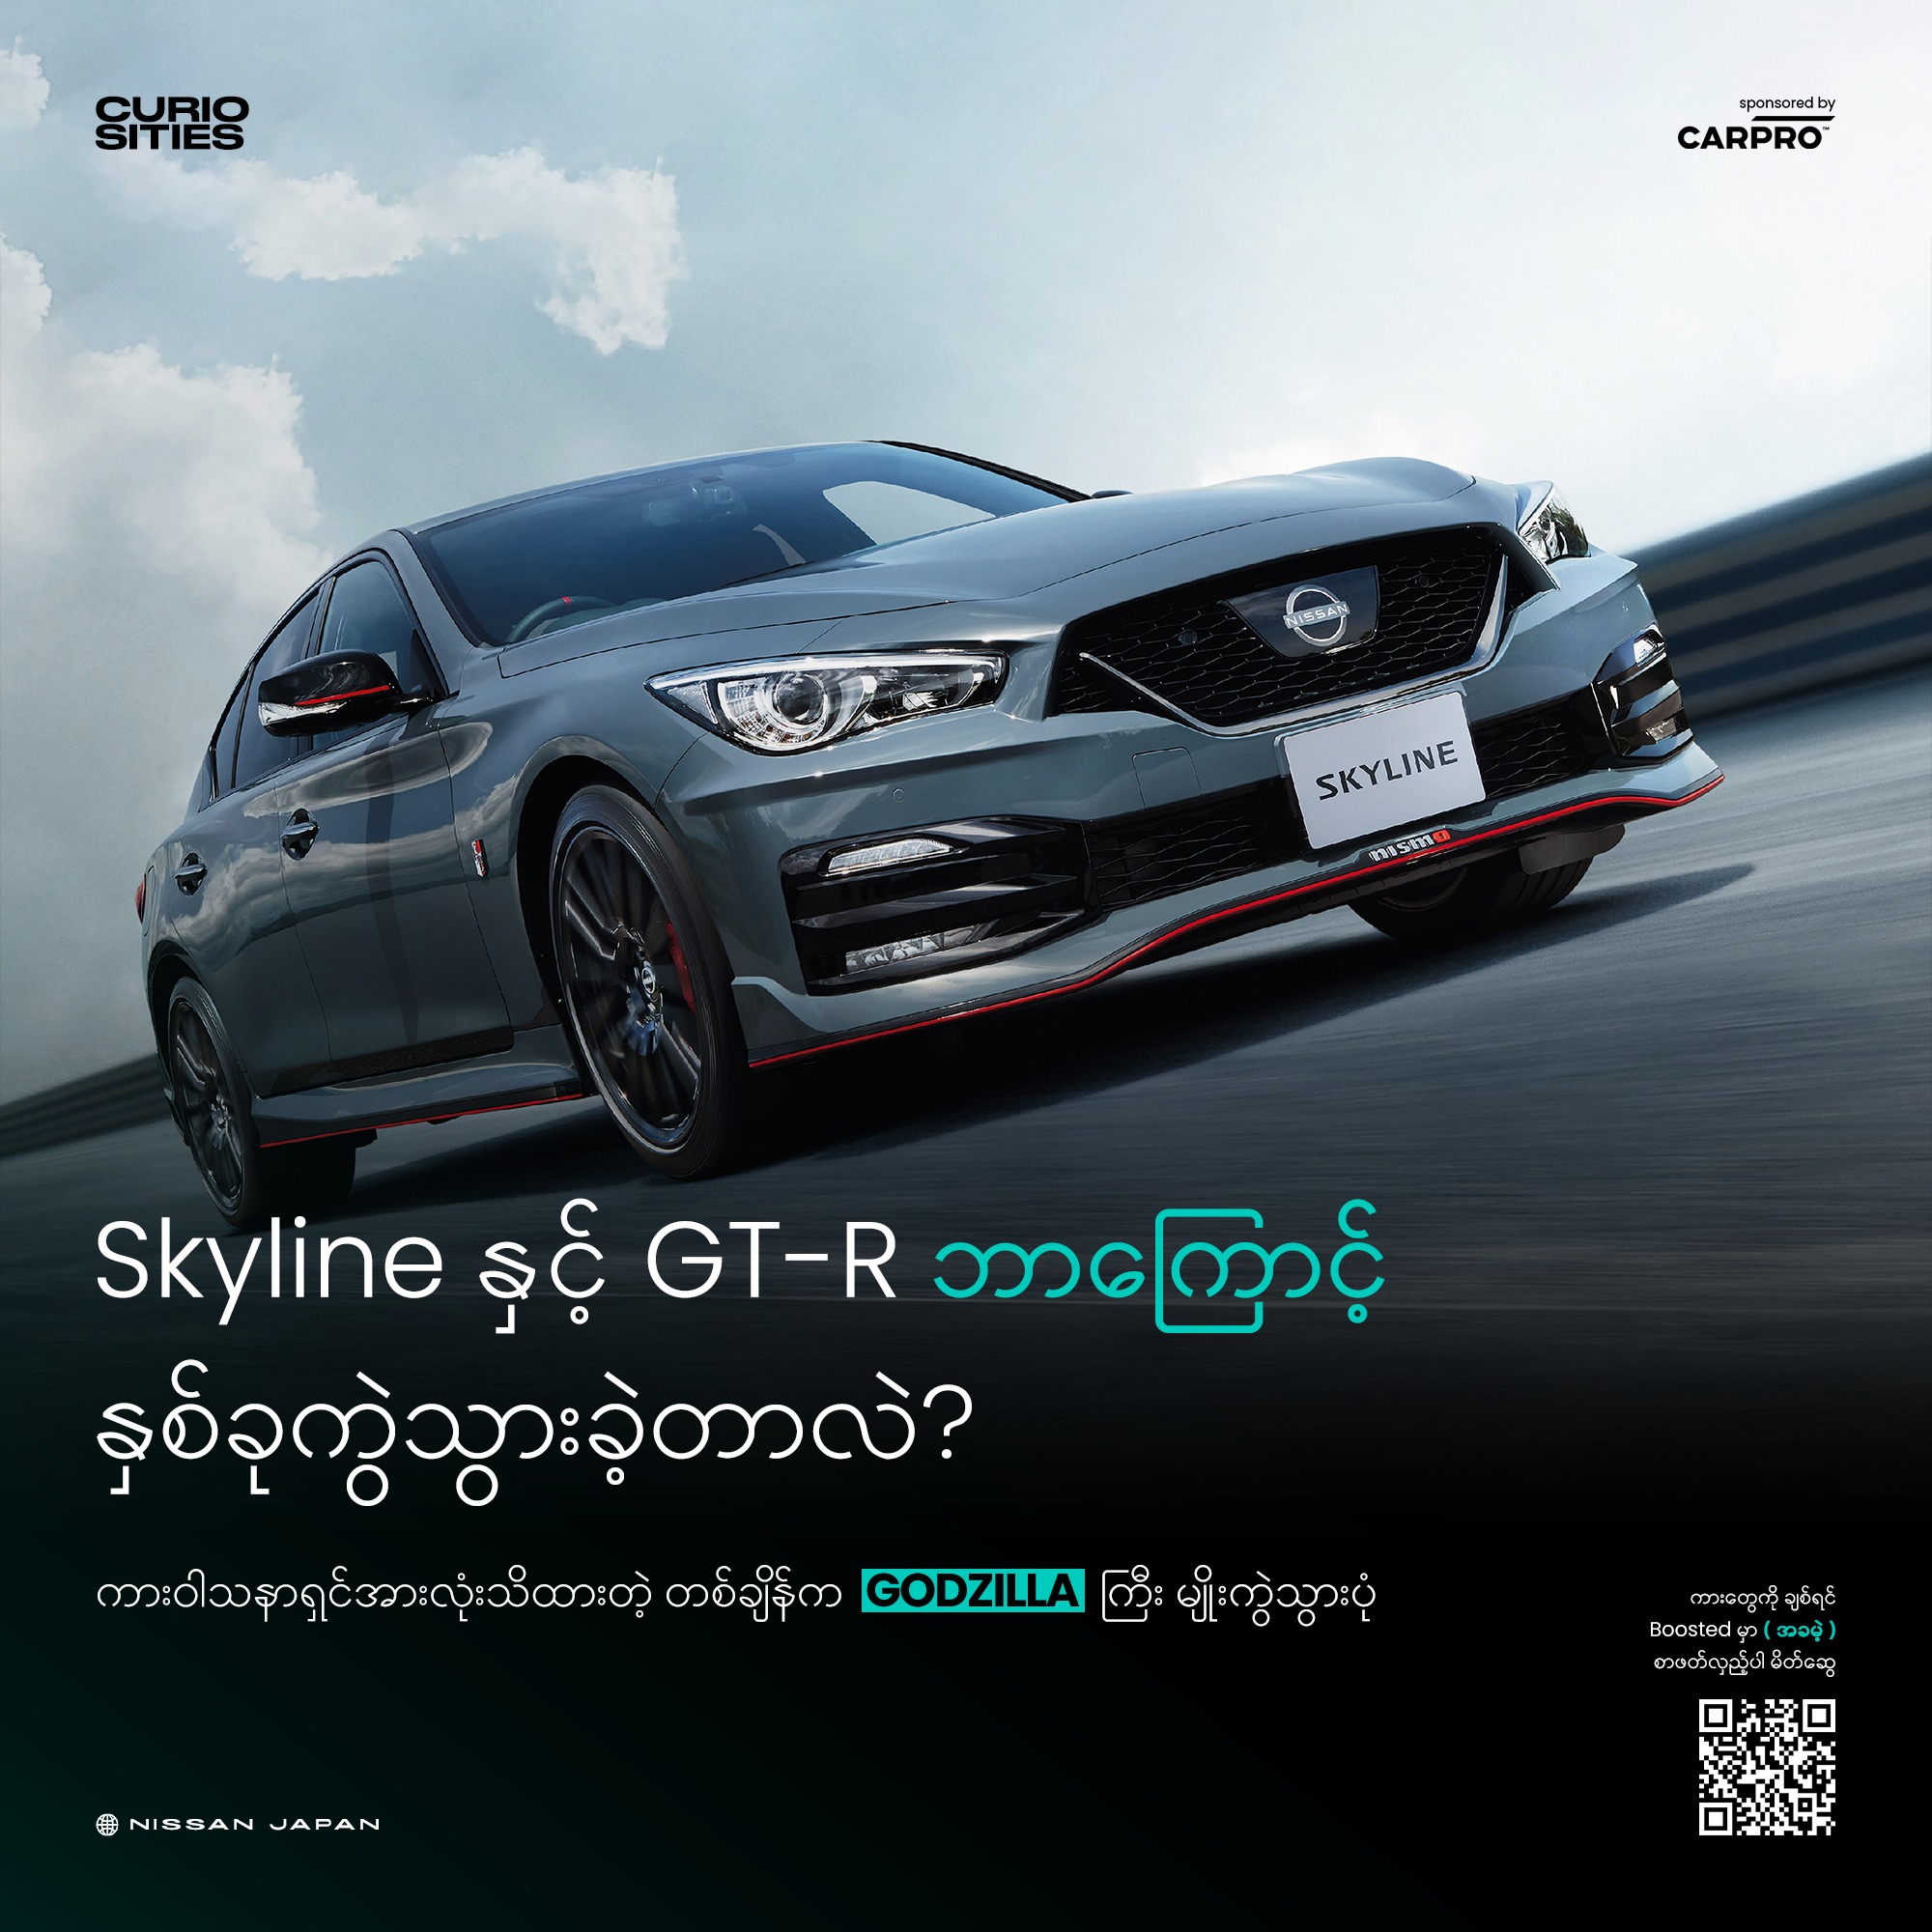 CURIO
SITIES
sponsored by
CARPRO™
NISSAN
SKYLINE
nismo
Skyline နှင့် GT-R ဘာကြောင့်
နှစ်ခုကွဲသွားခဲ့တာလဲ?
ကားဝါသနာရှင်အားလုံးသိထားတဲ့ တစ်ချိန်က GODZILLA ကြီး မျိုးကွဲသွားပုံ
ကားတွေကို ချစ်ရင်
Boosted မှာ ( အခမဲ့ )
စာဖတ်လှည့်ပါ မိတ်ဆွေ
NISSAN JAPAN